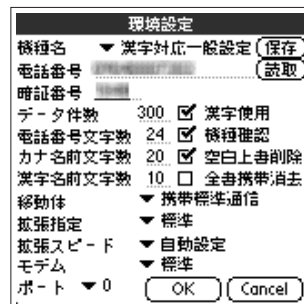 環境設定
機種名 ▼ 漢字対応一般設定 保存
電話番号 読取
暗証番号
データ件数 300 ☑ 漢字使用
電話番号文字数 24 ☑ 機種確認
カナ名前文字数 20 ☑ 空白上書削除
漢字名前文字数 10 ☐ 全書携帯消去
移動体 ▼ 携帯標準通信
拡張指定 ▼ 標準
拡張スピード ▼ 自動設定
モデム ▼ 標準
ポート ▼ 0 OK Cancel